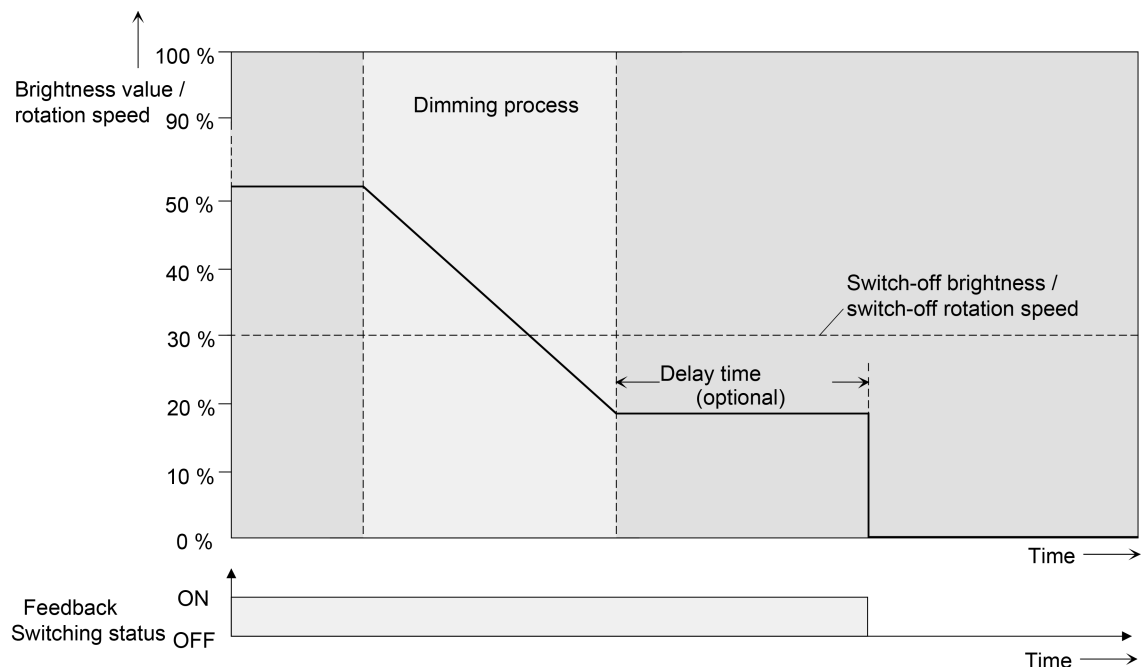 100 %
Brightness value /
rotation speed
90 %
Dimming process
50 %
40 %
Switch-off brightness /
switch-off rotation speed
30 %
Delay time
(optional)
20 %
10 %
0 %
Time
ON
Feedback
Switching status
OFF
Time